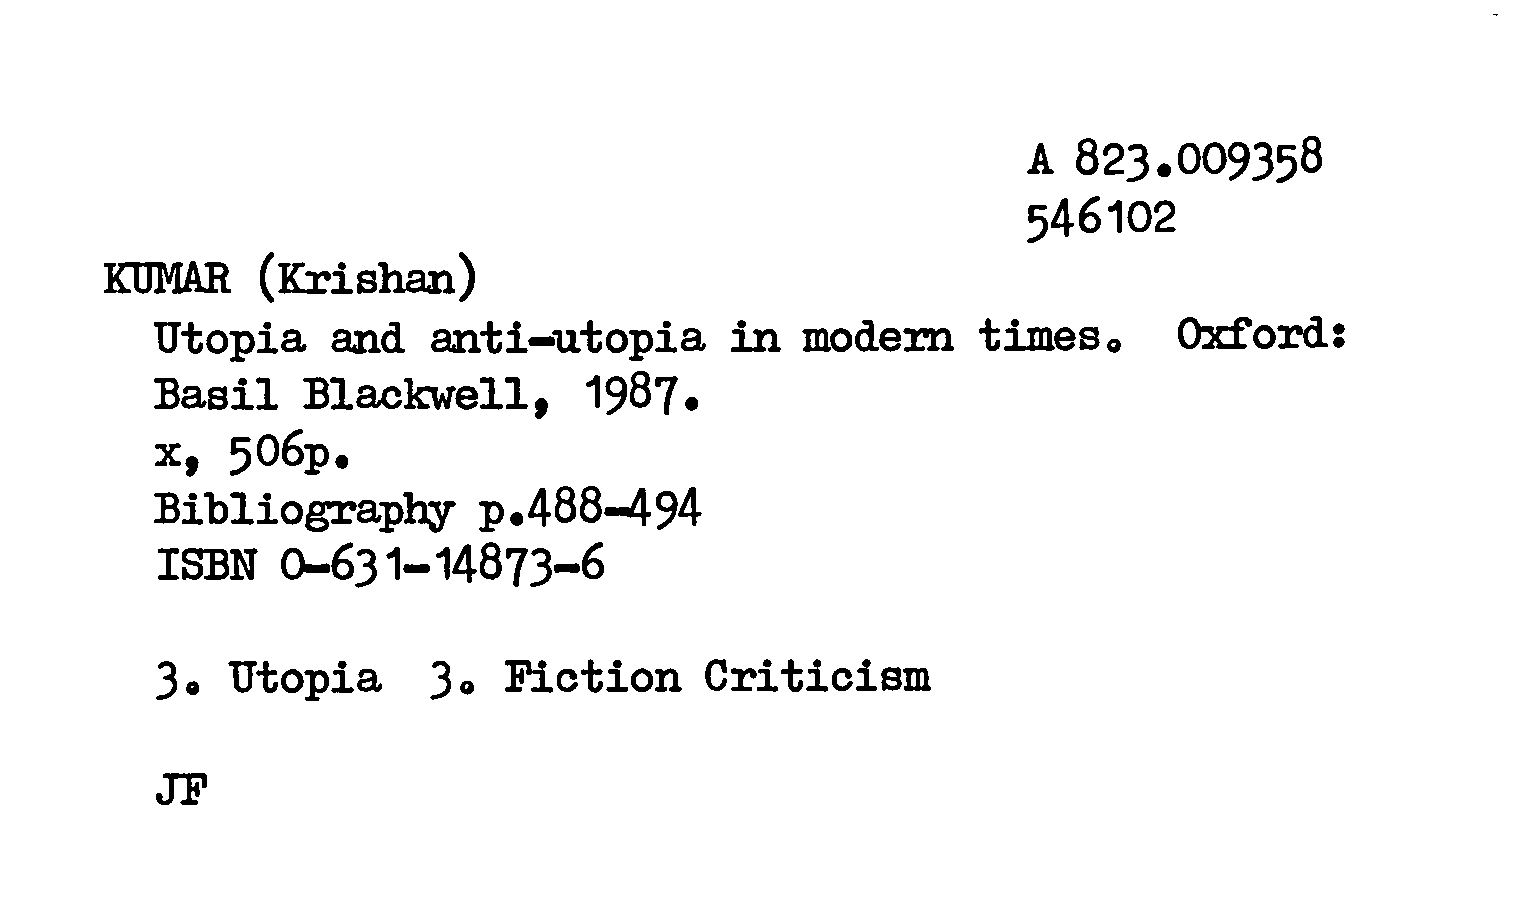 A 823.009358
546102
KUMAR (Krishan)
Utopia and anti-utopia in modern times. Oxford:
Basil Blackwell, 1987.
x, 506p.
Bibliography p.488-494
ISBN 0-631-14873-6
3. Utopia 3. Fiction Criticism
JF